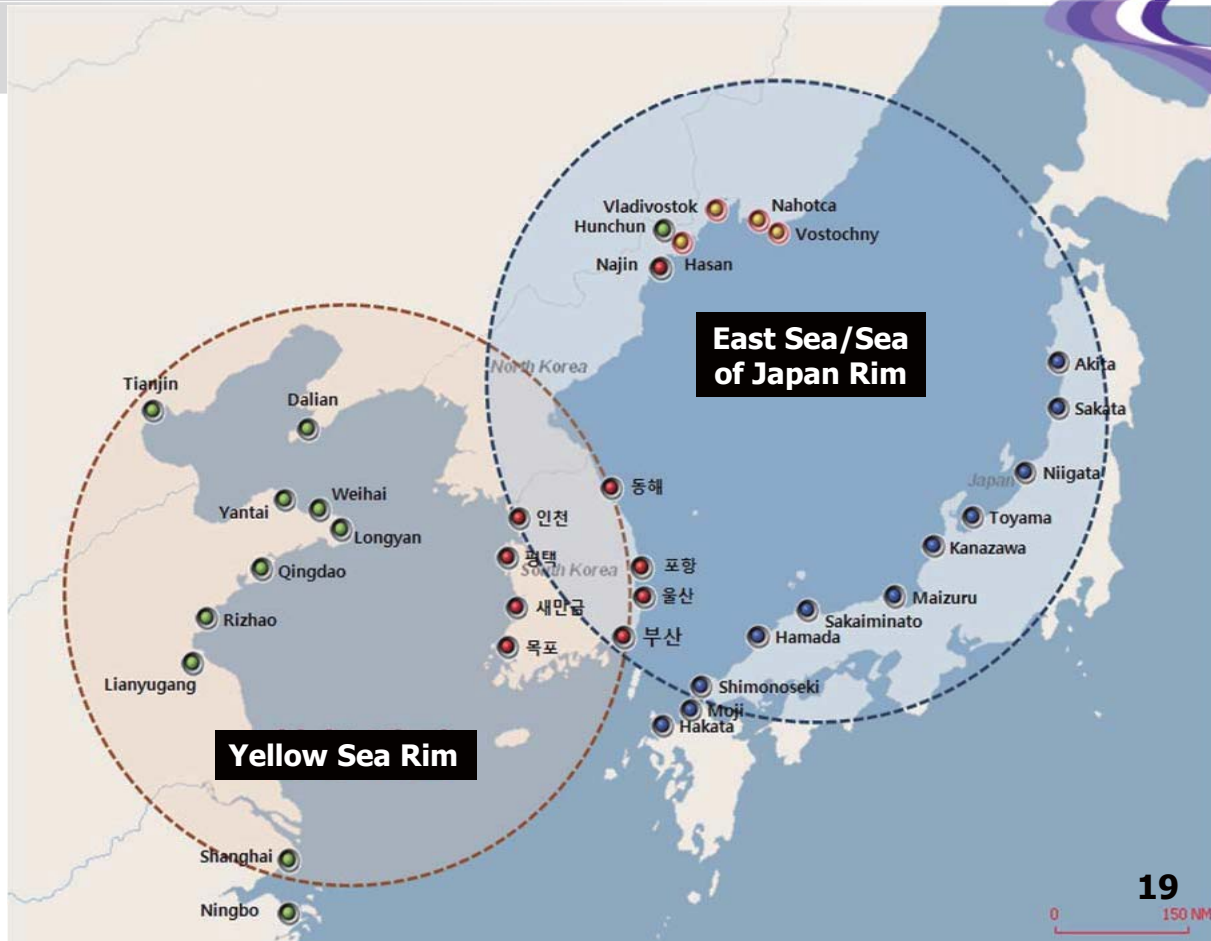 Vladivostok
Nahotca
Hunchun
Vostochny
Najin
Hasan
East Sea/Sea
of Japan Rim
North Korea
Akita
Tianjin
Dalian
Sakata
Niigata
Japan
동해
Weihai
Yantai
인천
Toyama
Longyan
Kanazawa
평택
포항
Qingdao
South Korea
울산
Maizuru
새만금
Sakaiminato
Rizhao
부산
Hamada
목포
Lianyugang
Shimonoseki
Moji
Hakata
Yellow Sea Rim
Shanghai
Ningbo
19
0 150 NM